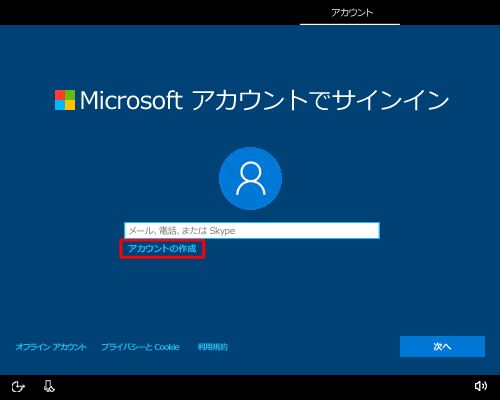 アカウント
Microsoft アカウントでサインイン
メール、電話、または Skype
アカウントの作成
オフライン アカウント プライバシーと Cookie 利用規約 次へ